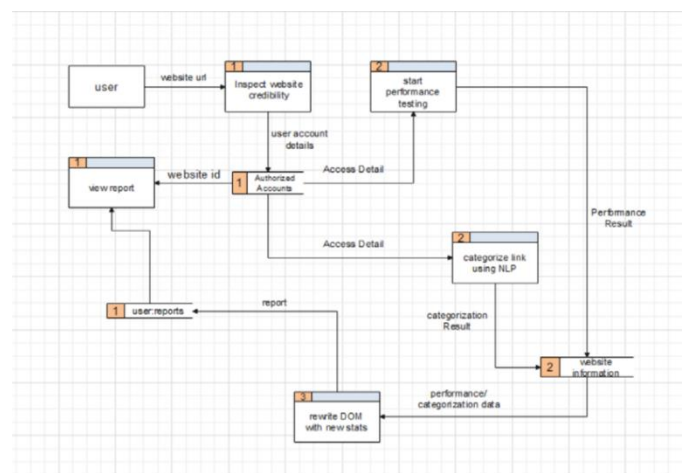 1
2
user
website url
Inspect website
credibility
start
performance
testing
user account
details
1
view report
website id
1
Authorized
Accounts
Access Detail
Performance
Result
2
categorize link
using NLP
Access Detail
report
1
user:reports
categorization
Result
2
website
information
performance/
categorization data
3
rewrite DOM
with new stats